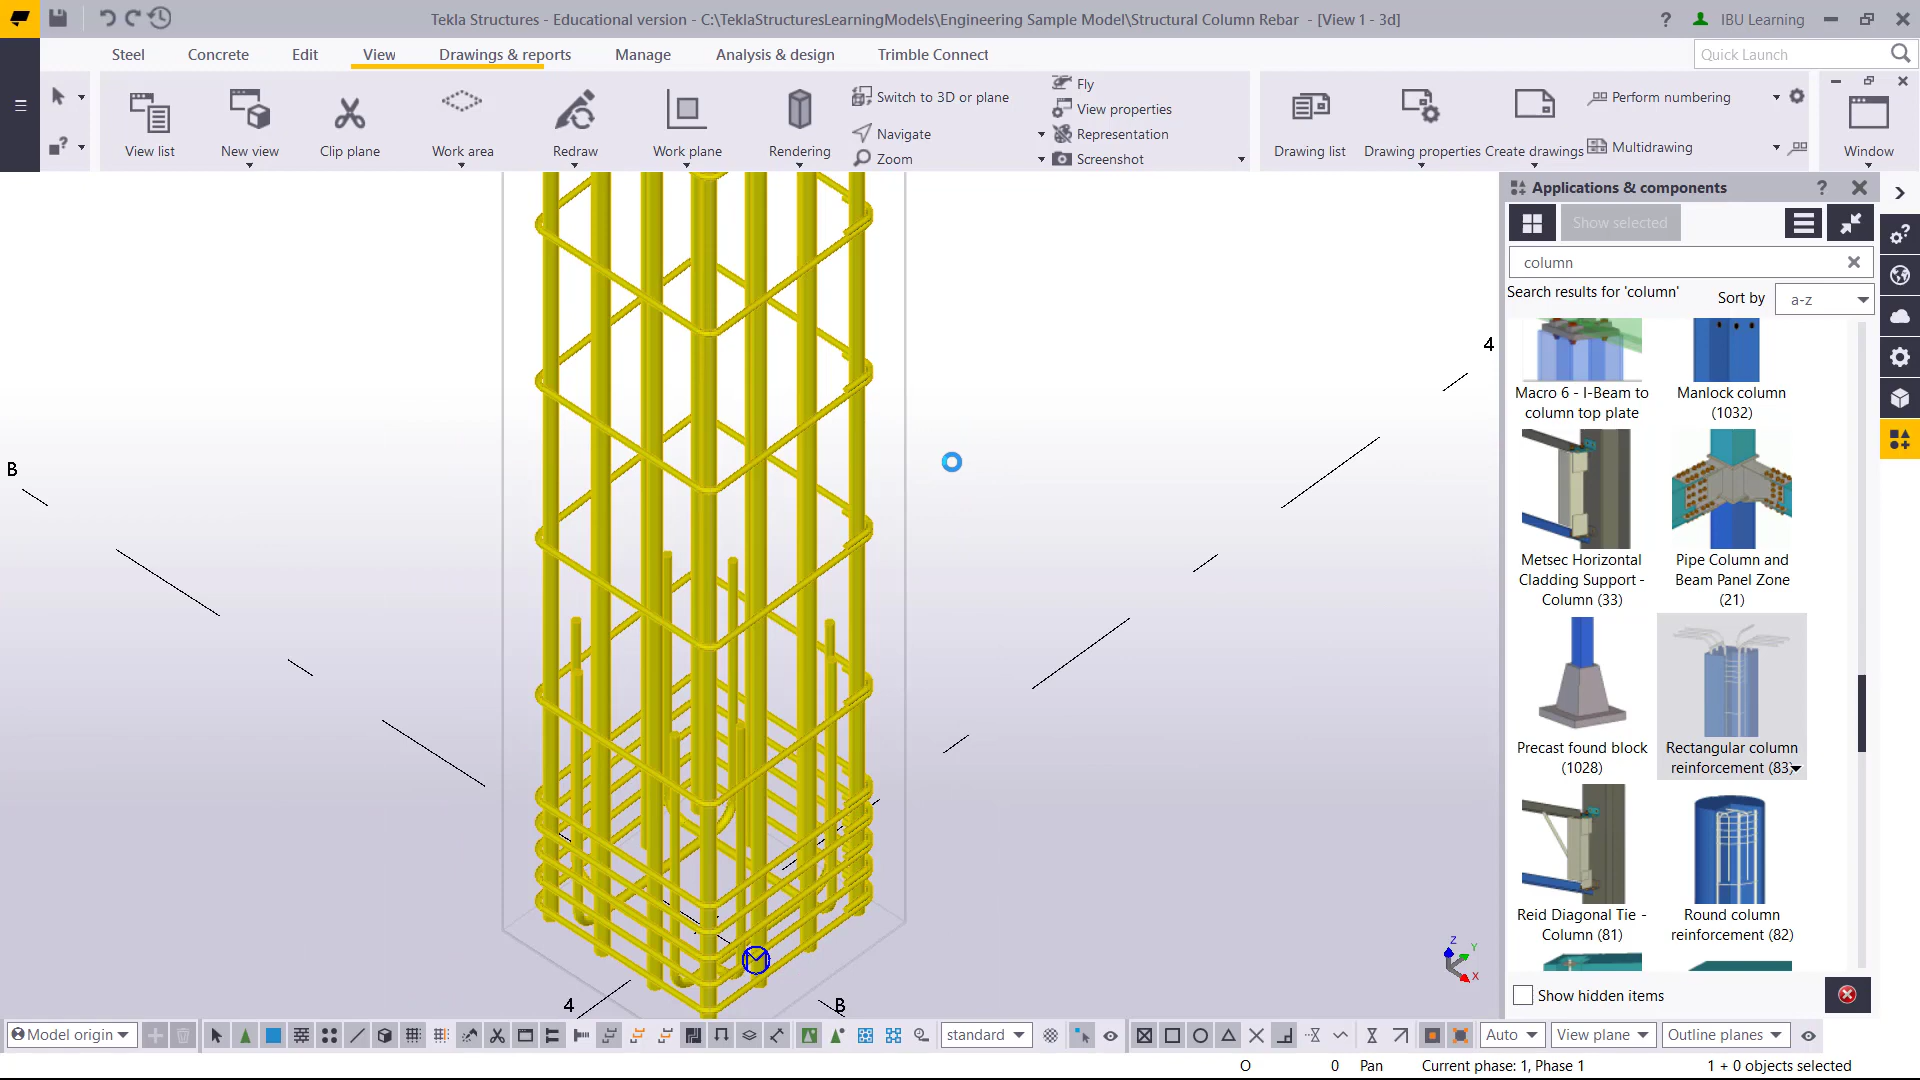 Tekla Structures - Educational version - C:\TeklaStructuresLearningModels\Engineering Sample Model\Structural Column Rebar - [View 1 - 3d]
? IBU Learning
Steel Concrete Edit View Drawings & reports Manage Analysis & design Trimble Connect
Quick Launch
View list
New view
Clip plane
Work area
Redraw
Work plane
Rendering
Switch to 3D or plane
Navigate
Zoom
Fly
View properties
Representation
Screenshot
Drawing list
Drawing properties
Create drawings
Perform numbering
Multidrawing
Window
Applications & components ?
Show selected
column
Search results for 'column'
Sort by a-z
Macro 6 - I-Beam to
column top plate
Manlock column
(1032)
Metsec Horizontal
Cladding Support -
Column (33)
Pipe Column and
Beam Panel Zone
(21)
Precast found block
(1028)
Rectangular column
reinforcement (83)
Reid Diagonal Tie -
Column (81)
Round column
reinforcement (82)
Show hidden items
4
B
4
B
Z
Y
X
Model origin
standard
Auto
View plane
Outline planes
O 0 Pan Current phase: 1, Phase 1 1 + 0 objects selected